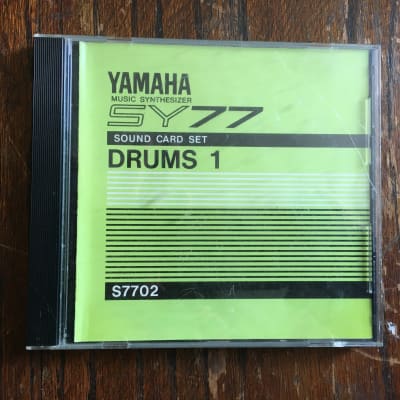 YAMAHA
MUSIC SYNTHESIZER
SY77
SOUND CARD SET
DRUMS 1
S7702